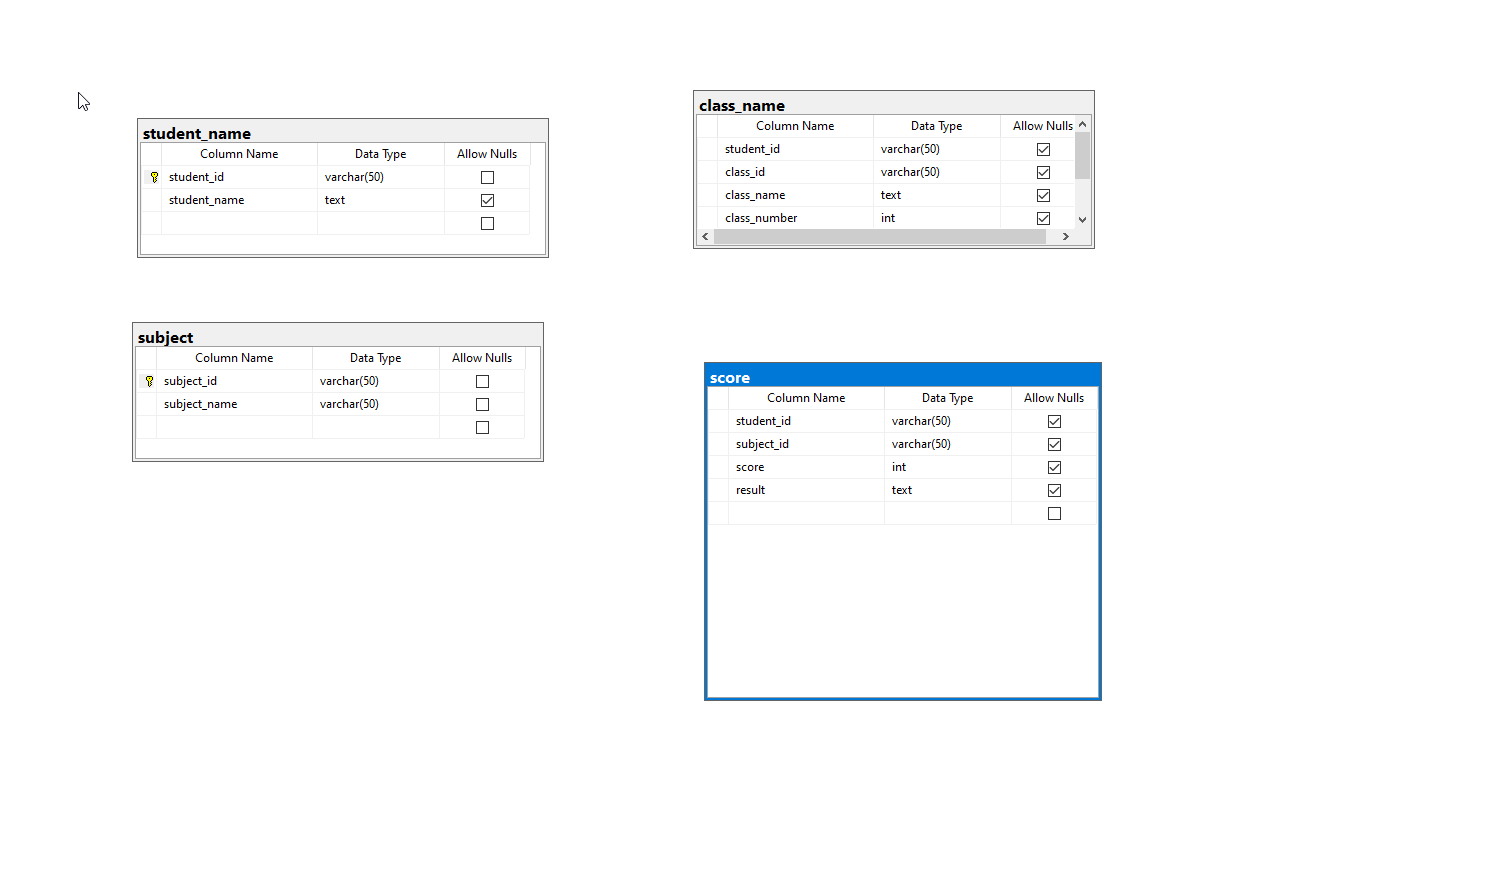 student_name
Column Name Data Type Allow Nulls
student_id varchar(50)
student_name text
class_name
Column Name Data Type Allow Nulls
student_id varchar(50)
class_id varchar(50)
class_name text
class_number int
subject
Column Name Data Type Allow Nulls
subject_id varchar(50)
subject_name varchar(50)
score
Column Name Data Type Allow Nulls
student_id varchar(50)
subject_id varchar(50)
score int
result text